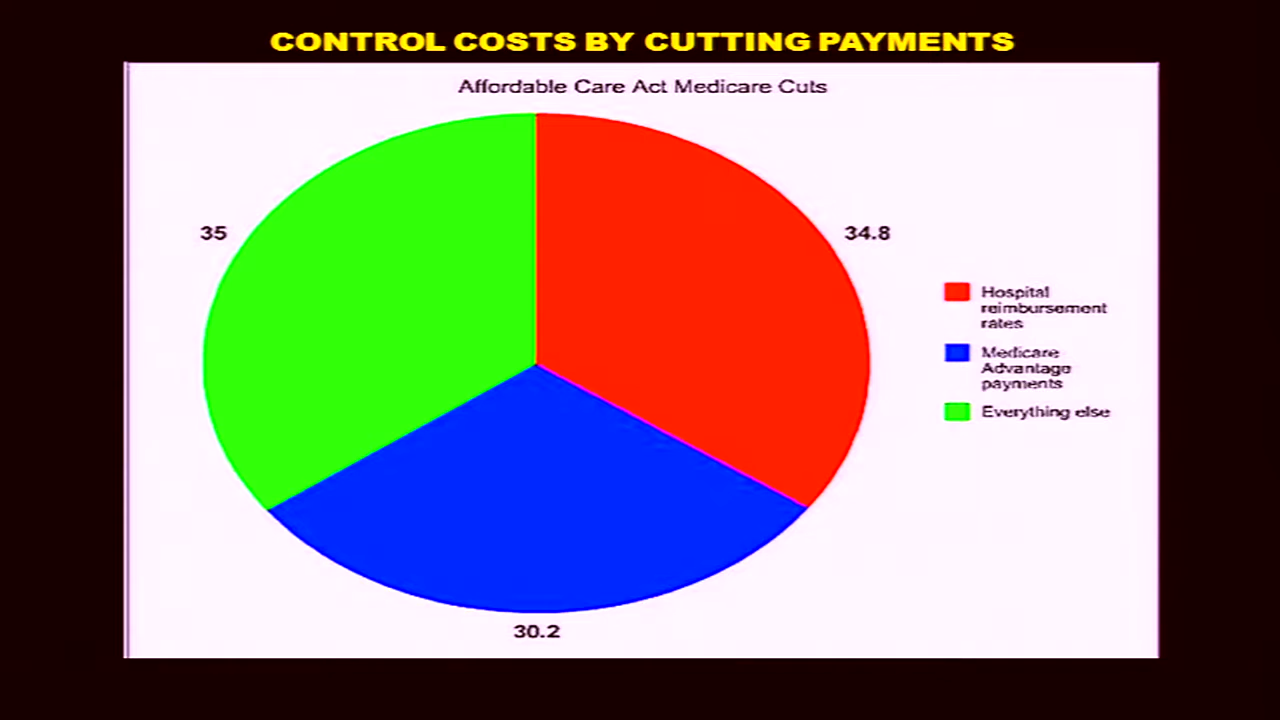 CONTROL COSTS BY CUTTING PAYMENTS
Affordable Care Act Medicare Cuts
35
34.8
Hospital
reimbursement
rates
Medicare
Advantage
payments
Everything else
30.2